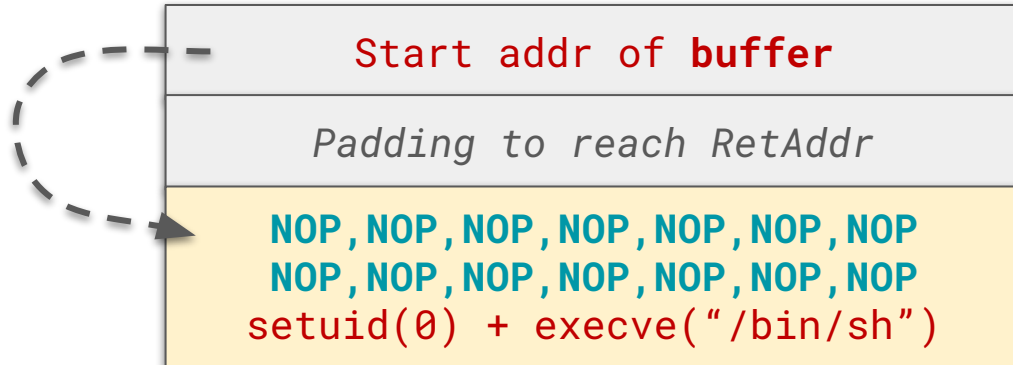 Start addr of buffer
Padding to reach RetAddr
NOP,NOP,NOP,NOP,NOP,NOP,NOP
NOP,NOP,NOP,NOP,NOP,NOP,NOP
setuid(0) + execve(“/bin/sh”)